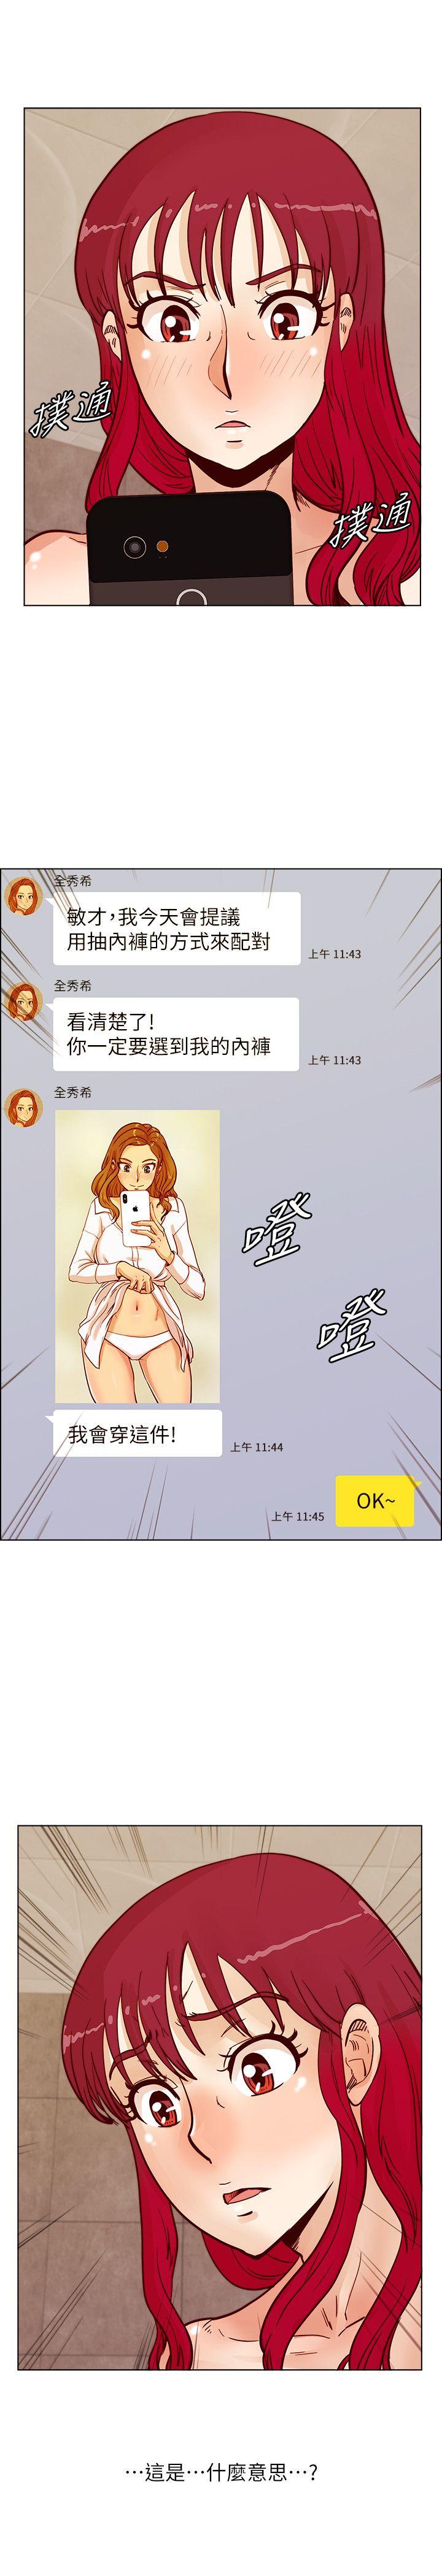 撲通
撲通
全秀希
敏才,我今天會提議
用抽內褲的方式來配對
上午 11:43
全秀希
看清楚了!
你一定要選到我的內褲
上午 11:43
全秀希
噔
噔
我會穿這件!
上午 11:44
上午 11:45
OK~
…這是…什麼意思…?